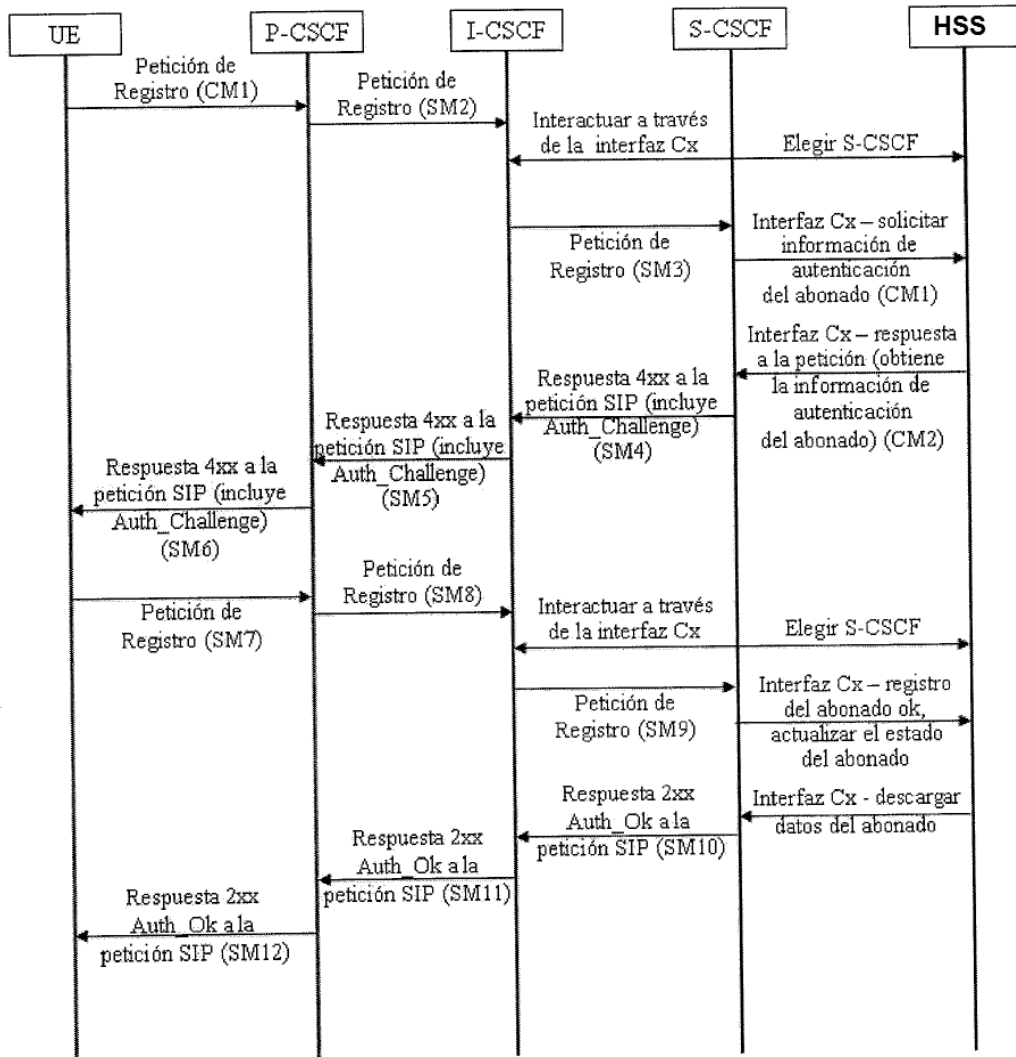 UE
P-CSCF
I-CSCF
S-CSCF
HSS
Petición de
Registro (CM1)
Petición de
Registro (SM2)
Interactuar a través
de la interfaz Cx
Elegir S-CSCF
Petición de
Registro (SM3)
Interfaz Cx – solicitar
información de
autenticación
del abonado (CM1)
Interfaz Cx – respuesta
a la petición (obtiene
la información de
autenticación
del abonado) (CM2)
Respuesta 4xx a la
petición SIP (incluye
Auth_Challenge)
(SM4)
Respuesta 4xx a la
petición SIP (incluye
Auth_Challenge)
(SM5)
Respuesta 4xx a la
petición SIP (incluye
Auth_Challenge)
(SM6)
Petición de
Registro (SM7)
Petición de
Registro (SM8)
Interactuar a través
de la interfaz Cx
Elegir S-CSCF
Petición de
Registro (SM9)
Interfaz Cx – registro
del abonado ok,
actualizar el estado
del abonado
Interfaz Cx - descargar
datos del abonado
Respuesta 2xx
Auth_Ok a la
petición SIP (SM10)
Respuesta 2xx
Auth_Ok a la
petición SIP (SM11)
Respuesta 2xx
Auth_Ok a la
petición SIP (SM12)